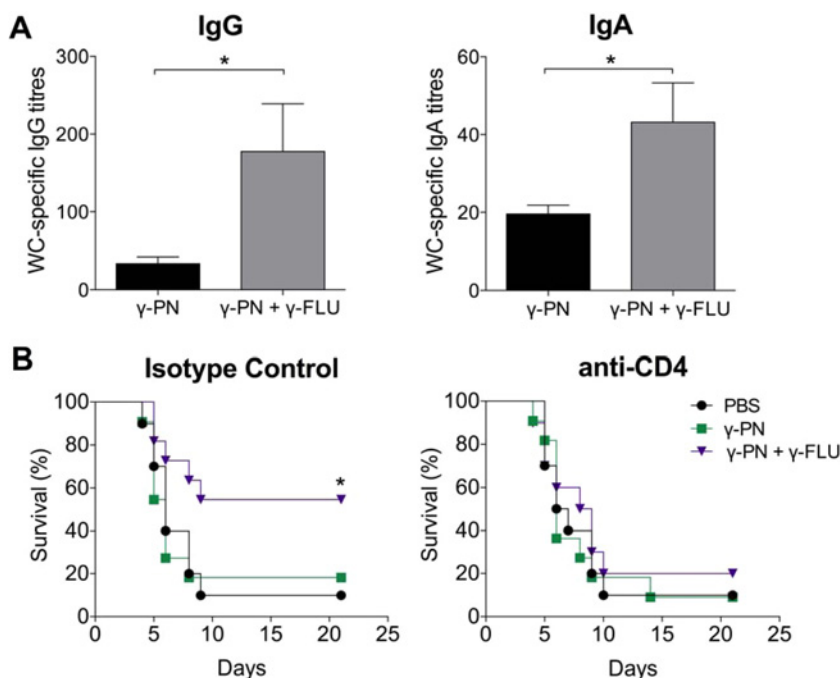 A
IgG
WC-specific IgG titres
300
200
100
0
*
γ-PN
γ-PN + γ-FLU
IgA
WC-specific IgA titres
60
40
20
0
*
γ-PN
γ-PN + γ-FLU
B
Isotype Control
Survival (%)
100
80
60
40
20
0
*
0 5 10 15 20 25
Days
anti-CD4
Survival (%)
100
80
60
40
20
0
0 5 10 15 20 25
Days
PBS
γ-PN
γ-PN + γ-FLU